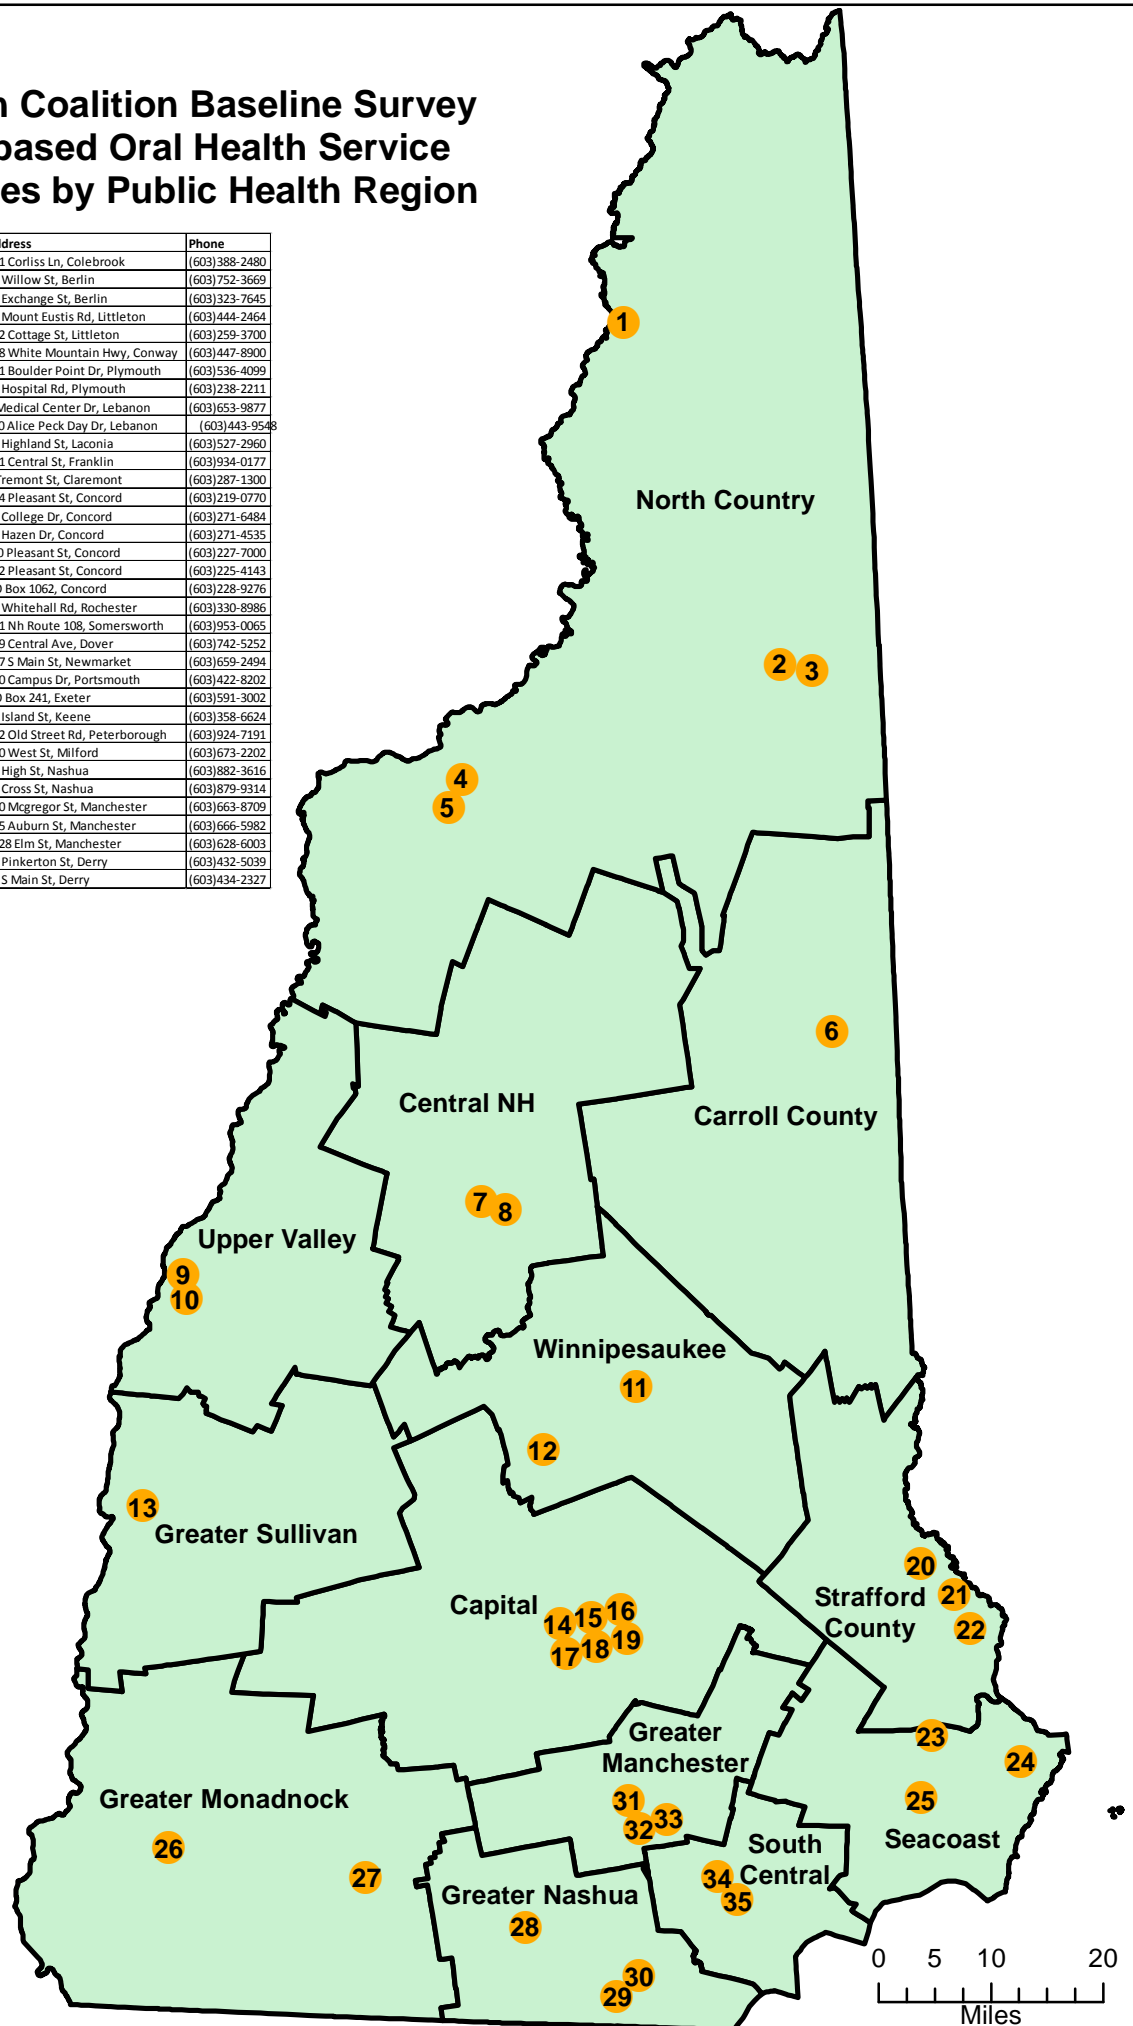 n Coalition Baseline Survey
based Oral Health Service
es by Public Health Region
ddress Phone
1 Corliss Ln, Colebrook (603)388-2480
Willow St, Berlin (603)752-3669
Exchange St, Berlin (603)323-7645
Mount Eustis Rd, Littleton (603)444-2464
2 Cottage St, Littleton (603)259-3700
8 White Mountain Hwy, Conway (603)447-8900
1 Boulder Point Dr, Plymouth (603)536-4099
Hospital Rd, Plymouth (603)238-2211
Medical Center Dr, Lebanon (603)653-9877
0 Alice Peck Day Dr, Lebanon (603)443-9548
Highland St, Laconia (603)527-2960
1 Central St, Franklin (603)934-0177
Tremont St, Claremont (603)287-1300
4 Pleasant St, Concord (603)219-0770
College Dr, Concord (603)271-6484
Hazen Dr, Concord (603)271-4535
0 Pleasant St, Concord (603)227-7000
2 Pleasant St, Concord (603)225-4143
O Box 1062, Concord (603)228-9276
Whitehall Rd, Rochester (603)330-8986
1 Nh Route 108, Somersworth (603)953-0065
9 Central Ave, Dover (603)742-5252
7 S Main St, Newmarket (603)659-2494
0 Campus Dr, Portsmouth (603)422-8202
O Box 241, Exeter (603)591-3002
Island St, Keene (603)358-6624
2 Old Street Rd, Peterborough (603)924-7191
0 West St, Milford (603)673-2202
High St, Nashua (603)882-3616
Cross St, Nashua (603)879-9314
0 Mcgregor St, Manchester (603)663-8709
5 Auburn St, Manchester (603)666-5982
28 Elm St, Manchester (603)628-6003
Pinkerton St, Derry (603)432-5039
S Main St, Derry (603)434-2327
1
North Country
2 3
4
5
6
Central NH
Carroll County
7 8
Upper Valley
9
10
Winnipesaukee
11
12
13
Greater Sullivan
20
21
Strafford
County
22
Capital
14 15 16
17 18 19
Greater
Manchester
23
24
25
Seacoast
31
32 33
Greater Monadnock
26
27
South
Central
34
35
Greater Nashua
28
30
29
0 5 10 20
Miles